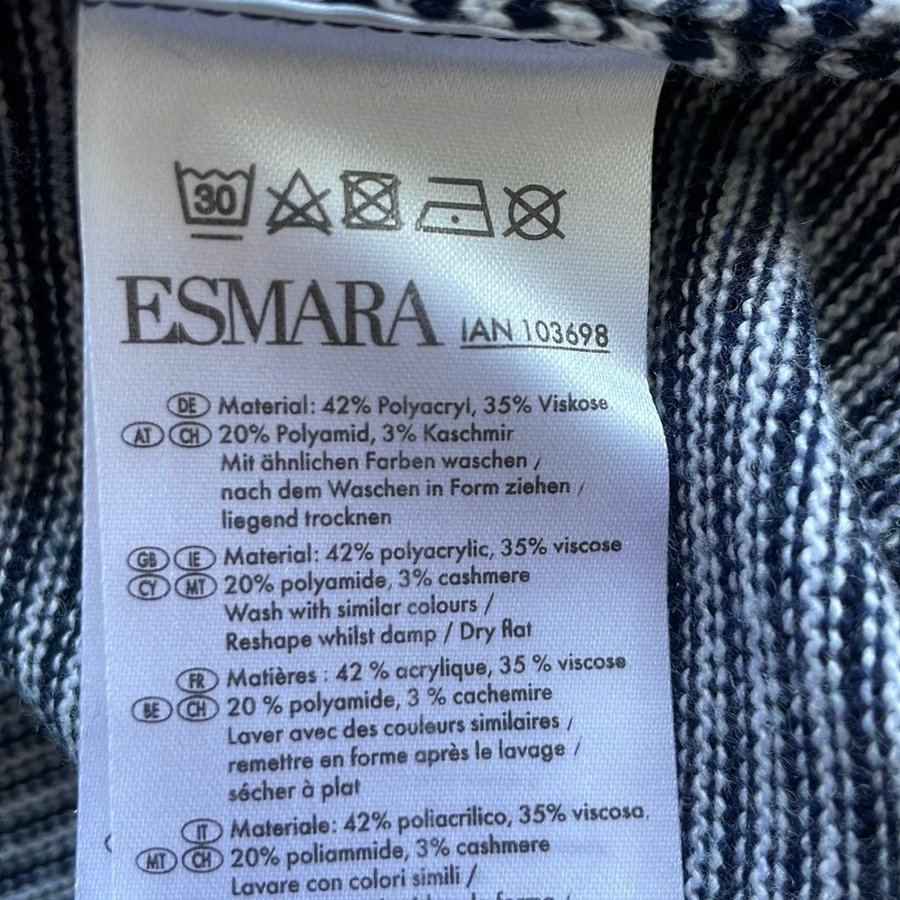 30
ESMARA IAN 103698
DE Material: 42% Polyacryl, 35% Viskose
AT CH 20% Polyamid, 3% Kaschmir
Mit ähnlichen Farben waschen /
nach dem Waschen in Form ziehen /
liegend trocknen
GB IE Material: 42% polyacrylic, 35% viscose
CY MT 20% polyamide, 3% cashmere
Wash with similar colours /
Reshape whilst damp / Dry flat
FR Matières : 42 % acrylique, 35 % viscose
BE CH 20 % polyamide, 3 % cachemire
Laver avec des couleurs similaires /
remettre en forme après le lavage /
sécher à plat
IT Materiale: 42% poliacrilico, 35% viscosa,
MT CH 20% poliammide, 3% cashmere
Lavare con colori simili /